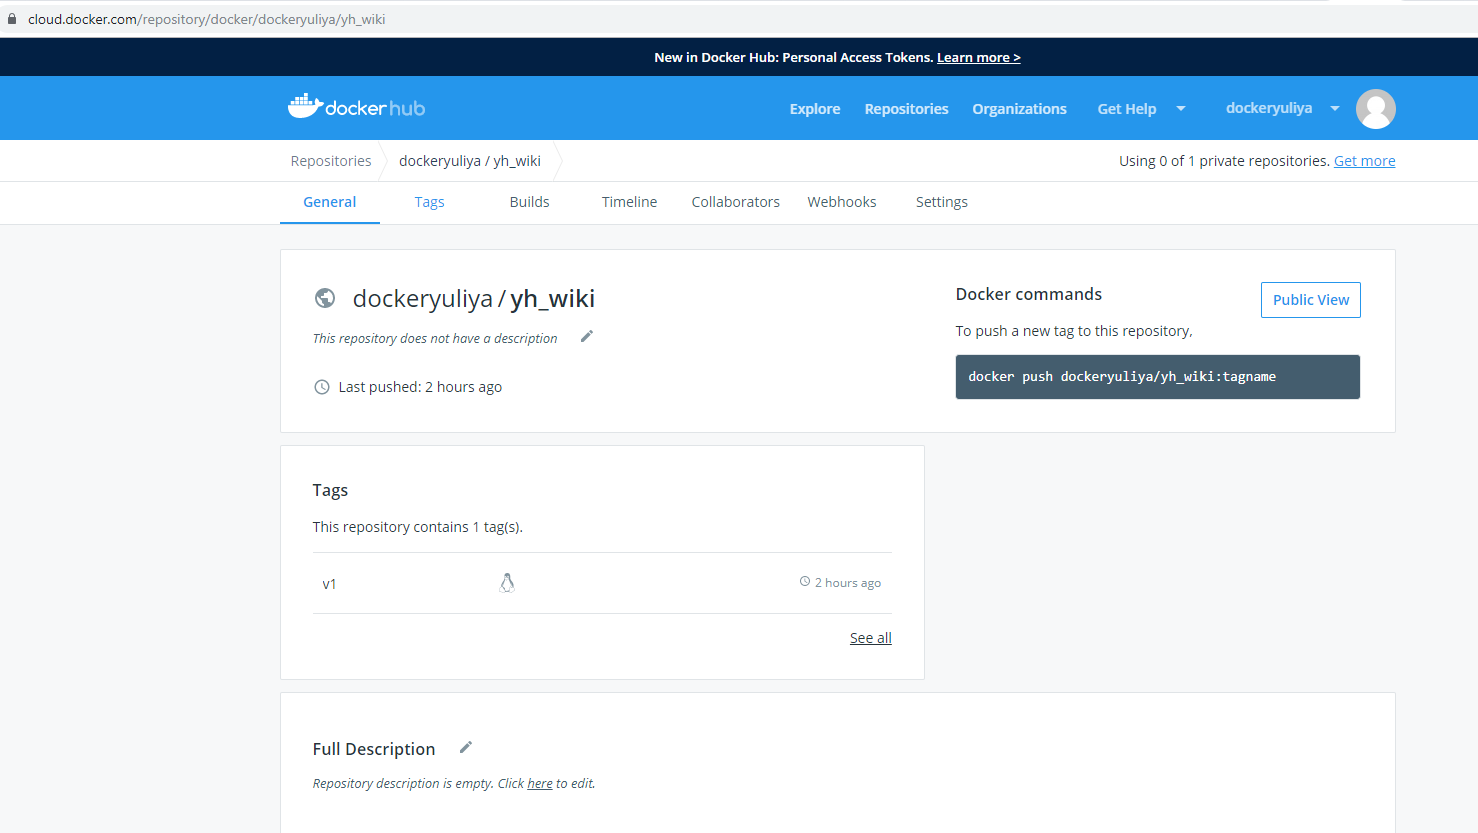 cloud.docker.com/repository/docker/dockeryuliya/yh_wiki
New in Docker Hub: Personal Access Tokens. Learn more >
dockerhub
Explore
Repositories
Organizations
Get Help
dockeryuliya
Repositories
dockeryuliya / yh_wiki
Using 0 of 1 private repositories. Get more
General
Tags
Builds
Timeline
Collaborators
Webhooks
Settings
dockeryuliya / yh_wiki
This repository does not have a description
Last pushed: 2 hours ago
Docker commands
Public View
To push a new tag to this repository,
docker push dockeryuliya/yh_wiki:tagname
Tags
This repository contains 1 tag(s).
v1
2 hours ago
See all
Full Description
Repository description is empty. Click here to edit.